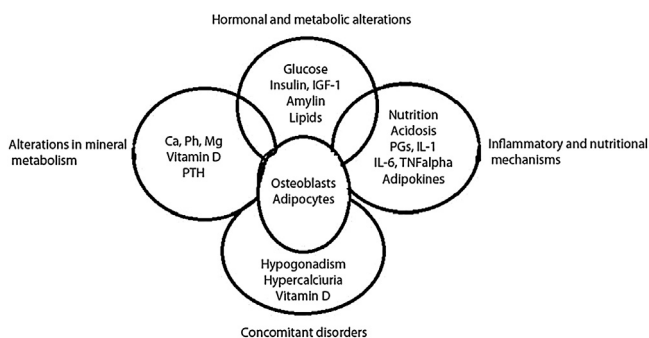 Hormonal and metabolic alterations
Glucose
Insulin, IGF-1
Amylin
Lipids
Alterations in mineral
metabolism
Ca, Ph, Mg
Vitamin D
PTH
Nutrition
Acidosis
PGs, IL-1
IL-6, TNFalpha
Adipokines
Inflammatory and nutritional
mechanisms
Osteoblasts
Adipocytes
Hypogonadism
Hypercalciuria
Vitamin D
Concomitant disorders